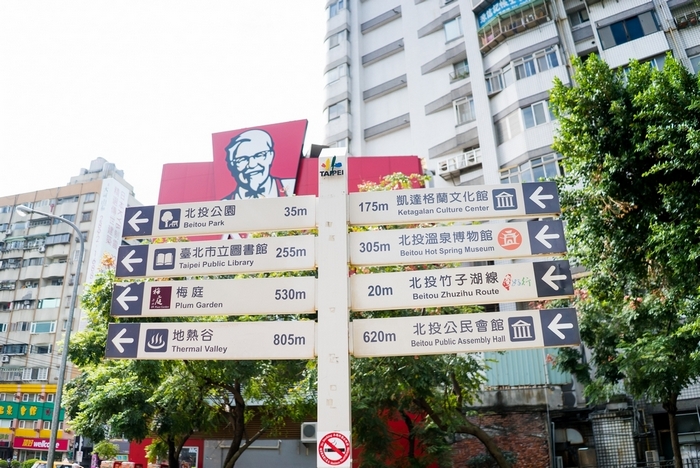 TAIPEI
北投公園 35m
Beitou Park
臺北市立圖書館 255m
Taipei Public Library
梅庭 530m
Plum Garden
地熱谷 805m
Thermal Valley
175m 凱達格蘭文化館
Ketagalan Culture Center
305m 北投溫泉博物館
Beitou Hot Spring Museum
20m 北投竹子湖線
Beitou Zhuzihu Route
620m 北投公民會館
Beitou Public Assembly Hall
welcome